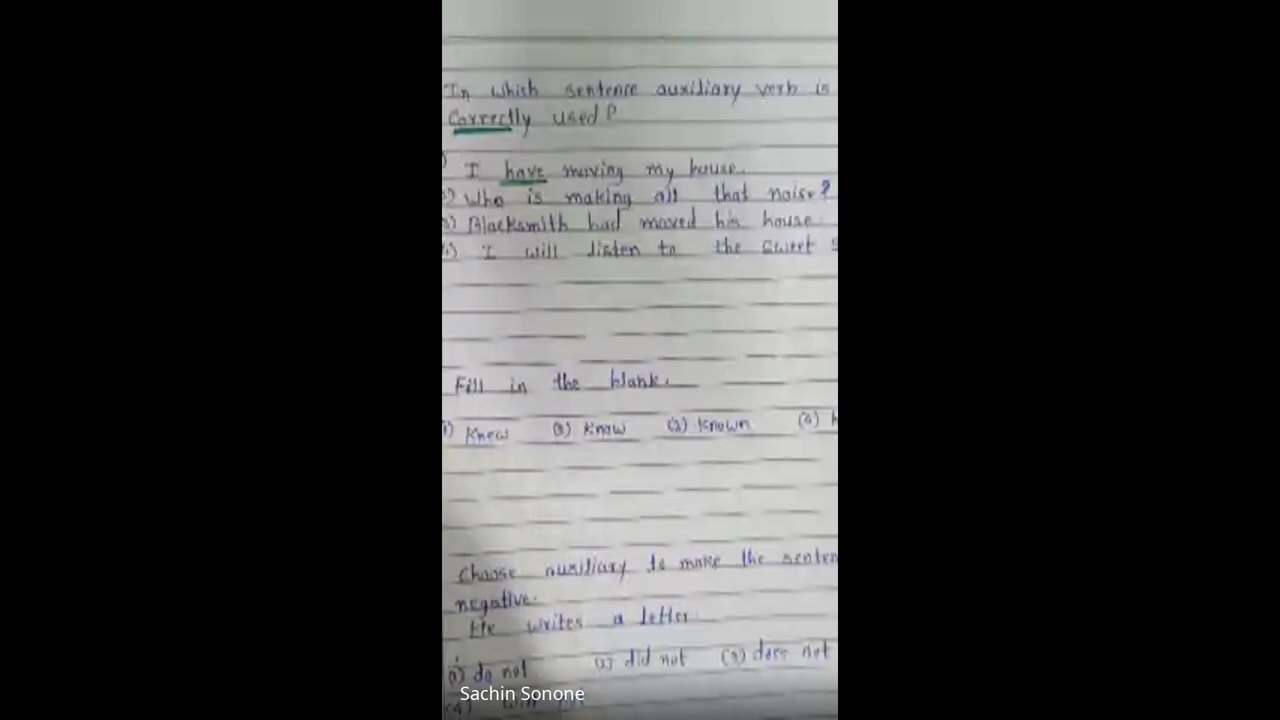 In which sentence auxiliary verb is
Correctly used?
) I have moving my house.
2) Who is making all that noise?
3) Blacksmith had moved his house
4) I will listen to the sweet s
Fill in the blank.
1) Knew (2) Know (3) Known (4)
Choose auxiliary to make the senten
negative.
He writes a letter.
(1) do not (2) did not (3) does not
(4) will
Sachin Sonone